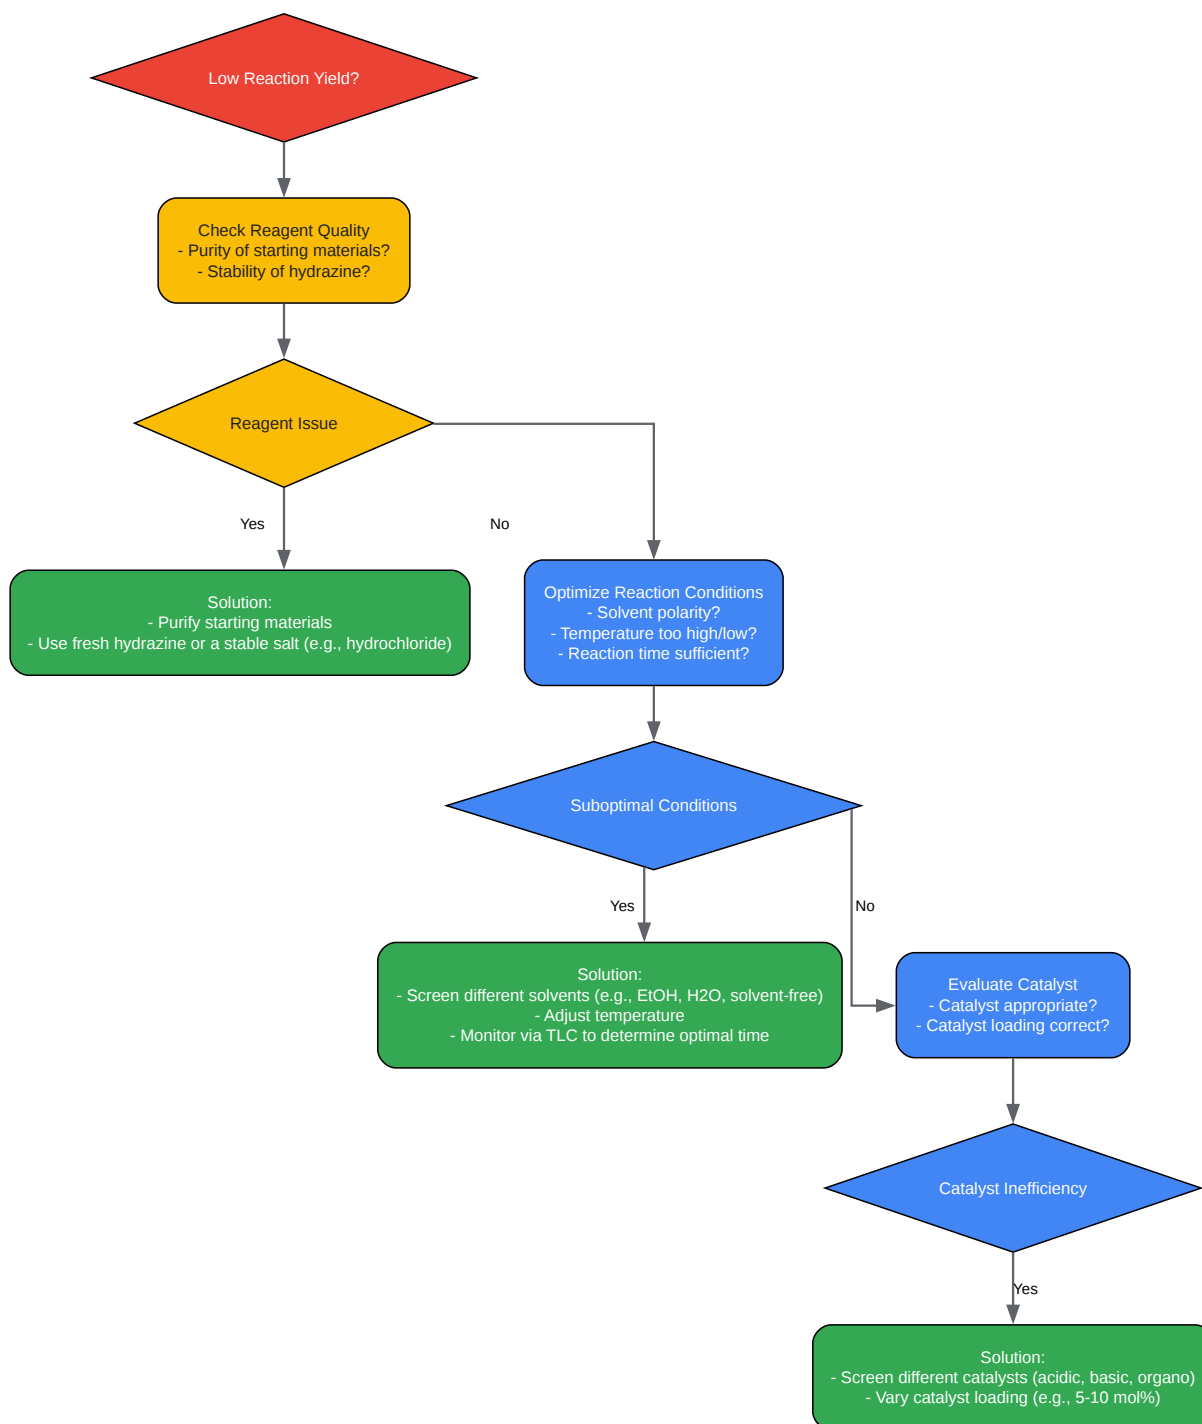 Low Reaction Yield?
Check Reagent Quality
- Purity of starting materials?
- Stability of hydrazine?
Reagent Issue
Yes
No
Solution:
- Purify starting materials
- Use fresh hydrazine or a stable salt (e.g., hydrochloride)
Optimize Reaction Conditions
- Solvent polarity?
- Temperature too high/low?
- Reaction time sufficient?
Suboptimal Conditions
Yes
No
Solution:
- Screen different solvents (e.g., EtOH, H2O, solvent-free)
- Adjust temperature
- Monitor via TLC to determine optimal time
Evaluate Catalyst
- Catalyst appropriate?
- Catalyst loading correct?
Catalyst Inefficiency
Yes
Solution:
- Screen different catalysts (acidic, basic, organo)
- Vary catalyst loading (e.g., 5-10 mol%)